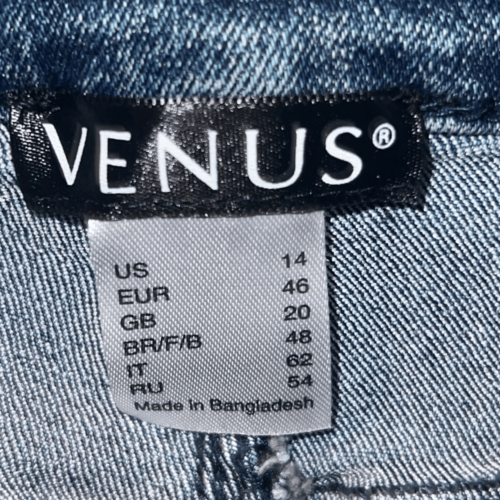 VENUS®
US 14
EUR 46
GB 20
BR/F/B 48
IT 62
RU 54
Made in Bangladesh